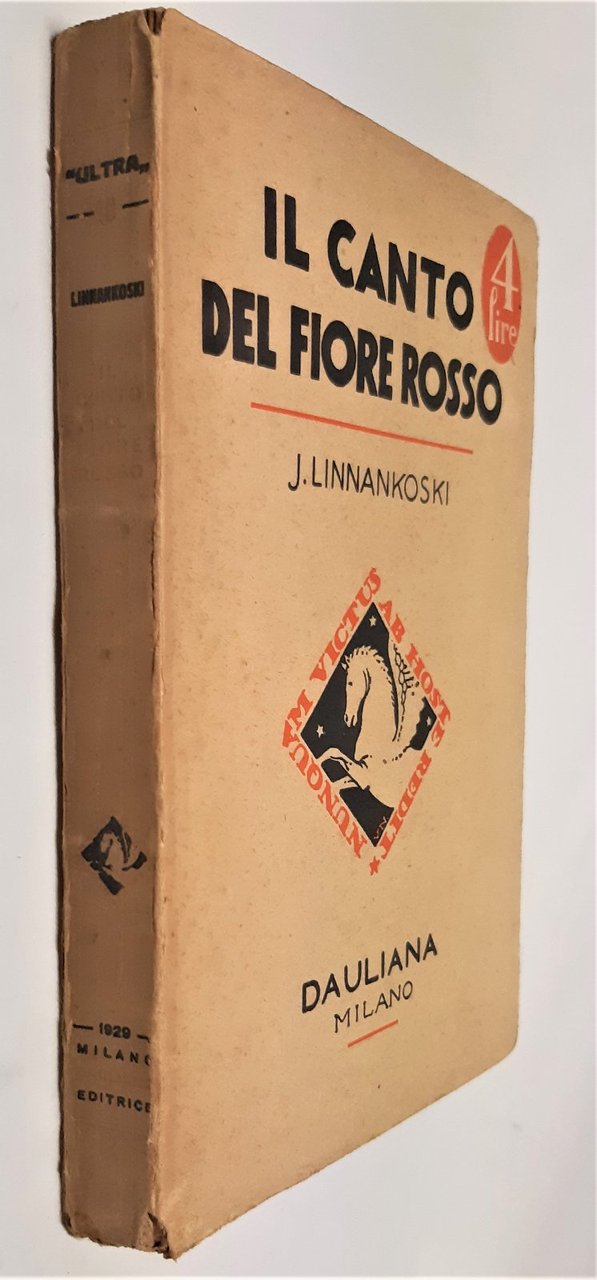 "ULTRA"
LINNANKOSKI
1929
MILANO
EDITRICE
IL CANTO
DEL FIORE ROSSO
4
lire
J. LINNANKOSKI
NUNQUAM VICTUS
AB HOSTE REDIT
V.N
DAULIANA
MILANO